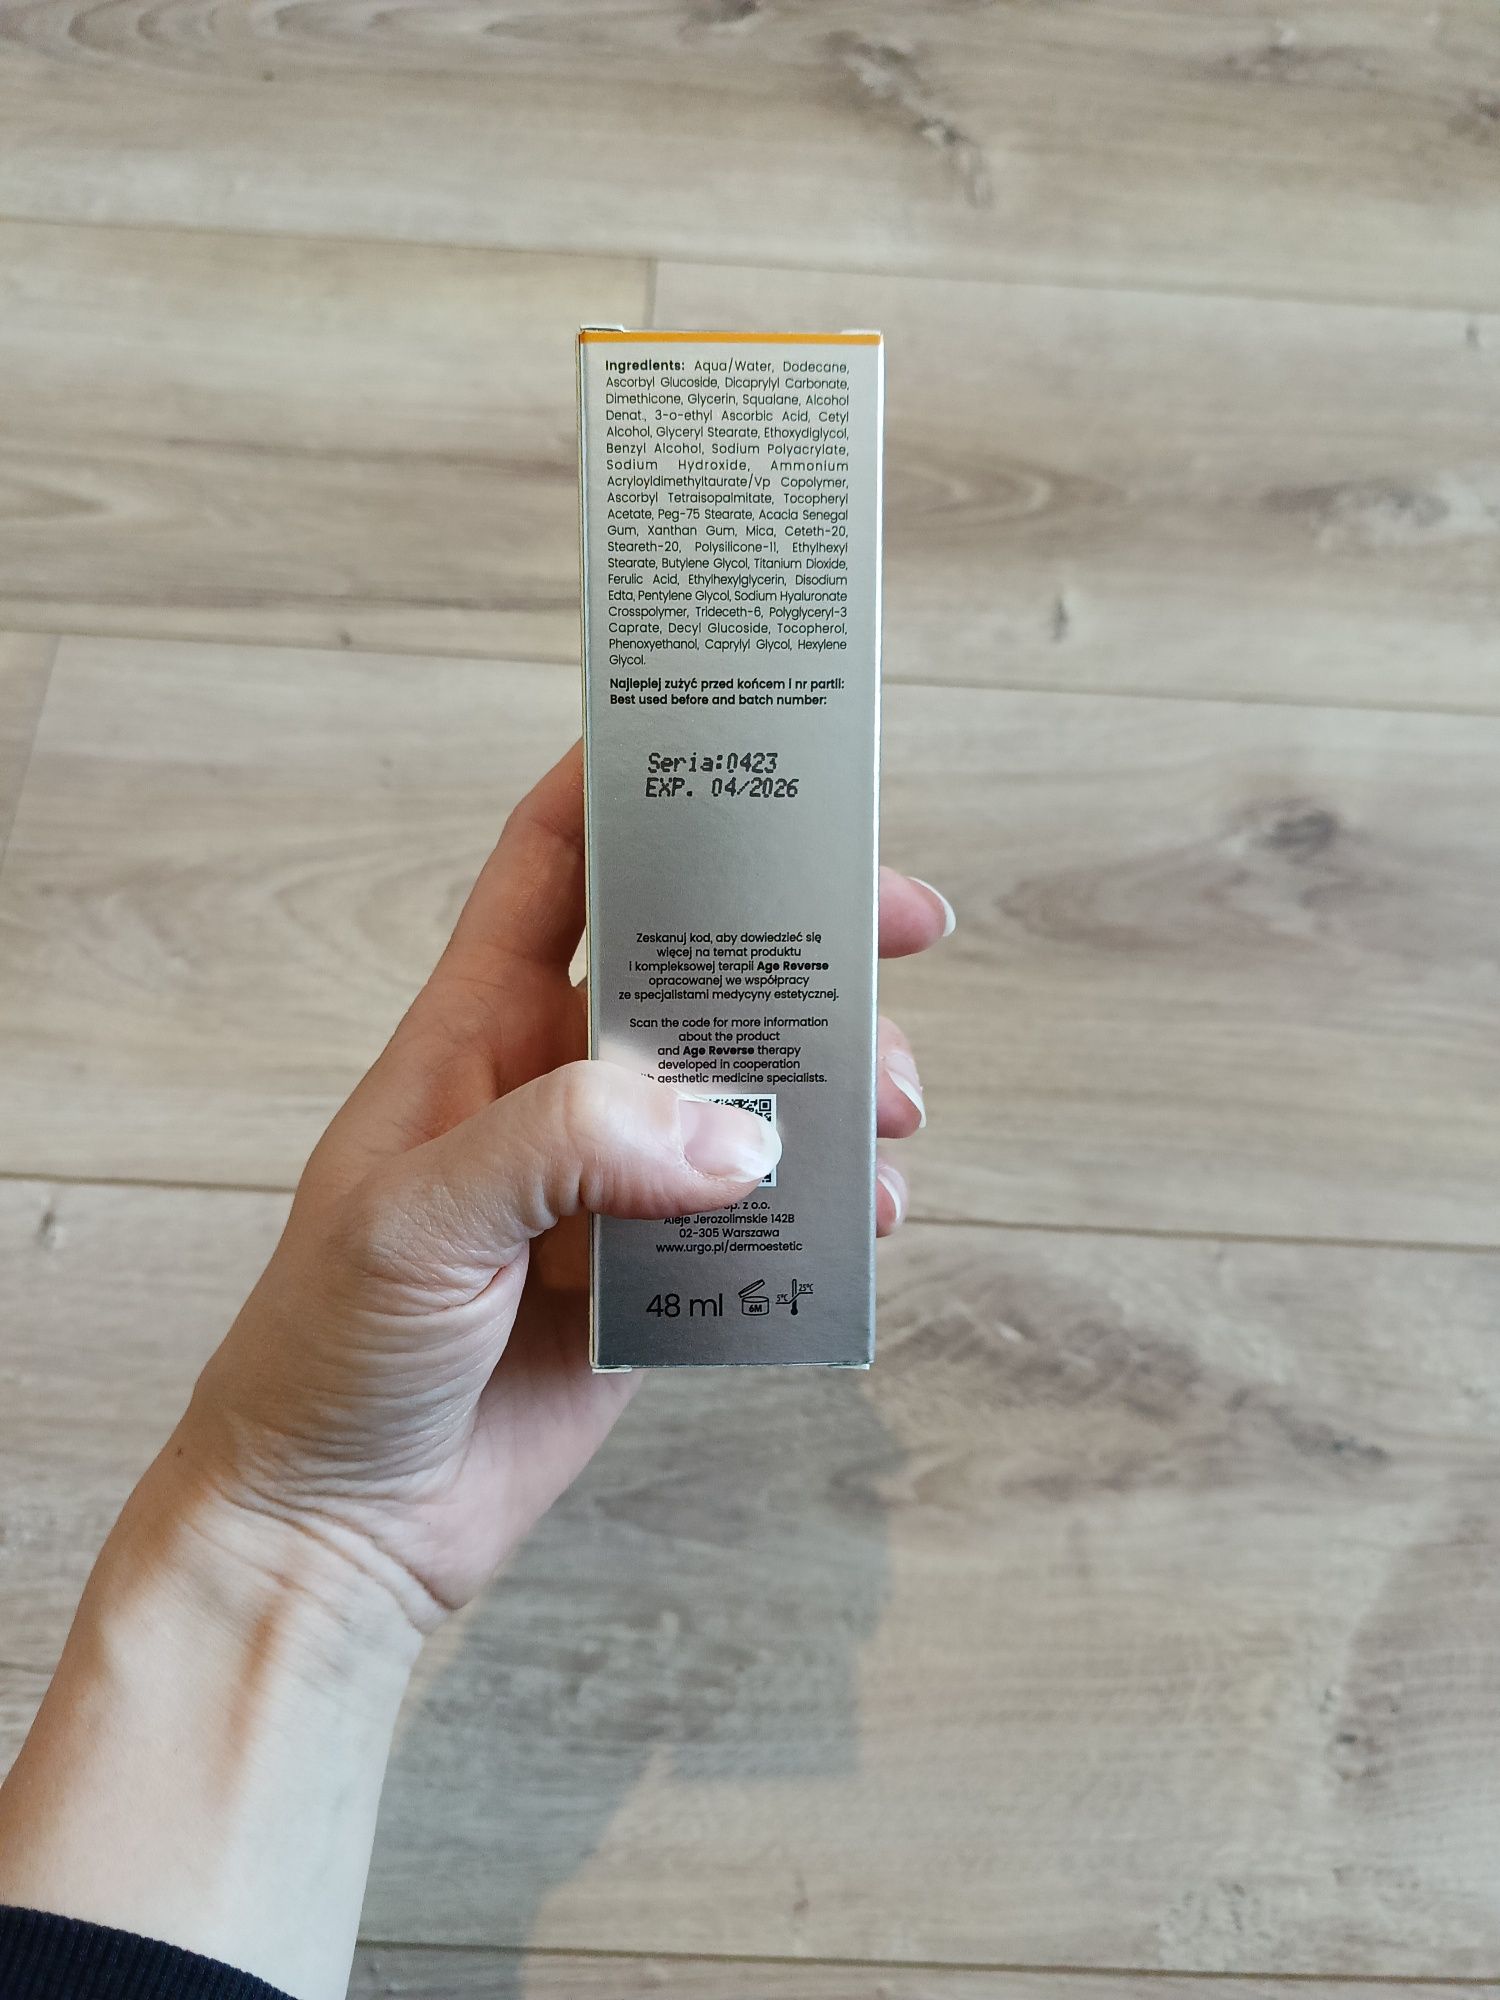 Ingredients: Aqua/Water, Dodecane,
Ascorbyl Glucoside, Dicaprylyl Carbonate,
Dimethicone, Glycerin, Squalane, Alcohol
Denat., 3-o-ethyl Ascorbic Acid, Cetyl
Alcohol, Glyceryl Stearate, Ethoxydiglycol,
Benzyl Alcohol, Sodium Polyacrylate,
Sodium Hydroxide, Ammonium
Acryloyldimethyltaurate/Vp Copolymer,
Ascorbyl Tetraisopalmitate, Tocopheryl
Acetate, Peg-75 Stearate, Acacia Senegal
Gum, Xanthan Gum, Mica, Ceteth-20,
Steareth-20, Polysilicone-11, Ethylhexyl
Stearate, Butylene Glycol, Titanium Dioxide,
Ferulic Acid, Ethylhexylglycerin, Disodium
Edta, Pentylene Glycol, Sodium Hyaluronate
Crosspolymer, Trideceth-6, Polyglyceryl-3
Caprate, Decyl Glucoside, Tocopherol,
Phenoxyethanol, Caprylyl Glycol, Hexylene
Glycol.
Najlepiej zużyć przed końcem i nr partii:
Best used before and batch number:
Seria:0423
EXP. 04/2026
Zeskanuj kod, aby dowiedzieć się
więcej na temat produktu
i kompleksowej terapii Age Reverse
opracowanej we współpracy
ze specjalistami medycyny estetycznej.
Scan the code for more information
about the product
and Age Reverse therapy
developed in cooperation
aesthetic medicine specialists.
sp. z o.o.
Aleje Jerozolimskie 142B
02-305 Warszawa
www.urgo.pl/dermoestetic
48 ml 6M 5°C 25°C